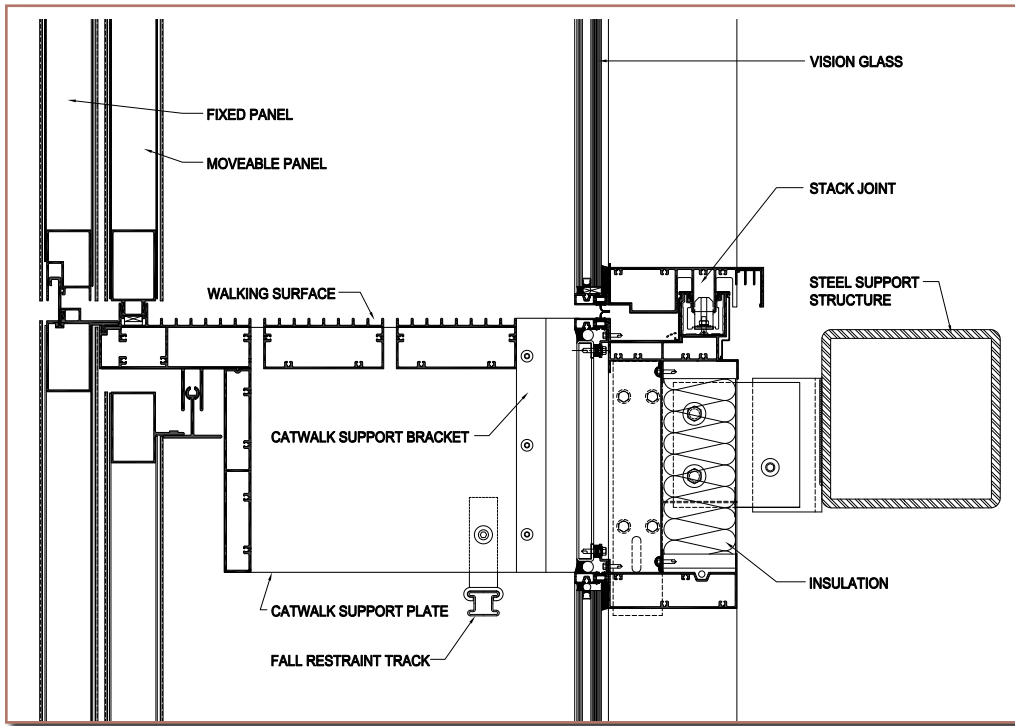 VISION GLASS
FIXED PANEL
MOVEABLE PANEL
STACK JOINT
STEEL SUPPORT
STRUCTURE
WALKING SURFACE
CATWALK SUPPORT BRACKET
INSULATION
CATWALK SUPPORT PLATE
FALL RESTRAINT TRACK